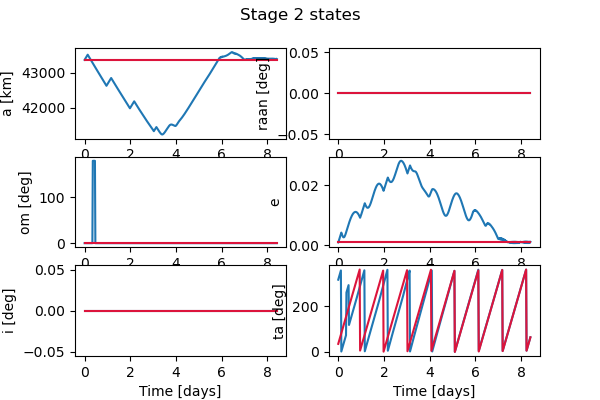 Stage 2 states
a [km]
43000
42000
0 2 4 6 8
raan [deg]
0.05
0.00
−0.05
0 2 4 6 8
om [deg]
100
0
0 2 4 6 8
e
0.02
0.00
0 2 4 6 8
i [deg]
0.05
0.00
−0.05
0 2 4 6 8
Time [days]
ta [deg]
200
0
0 2 4 6 8
Time [days]